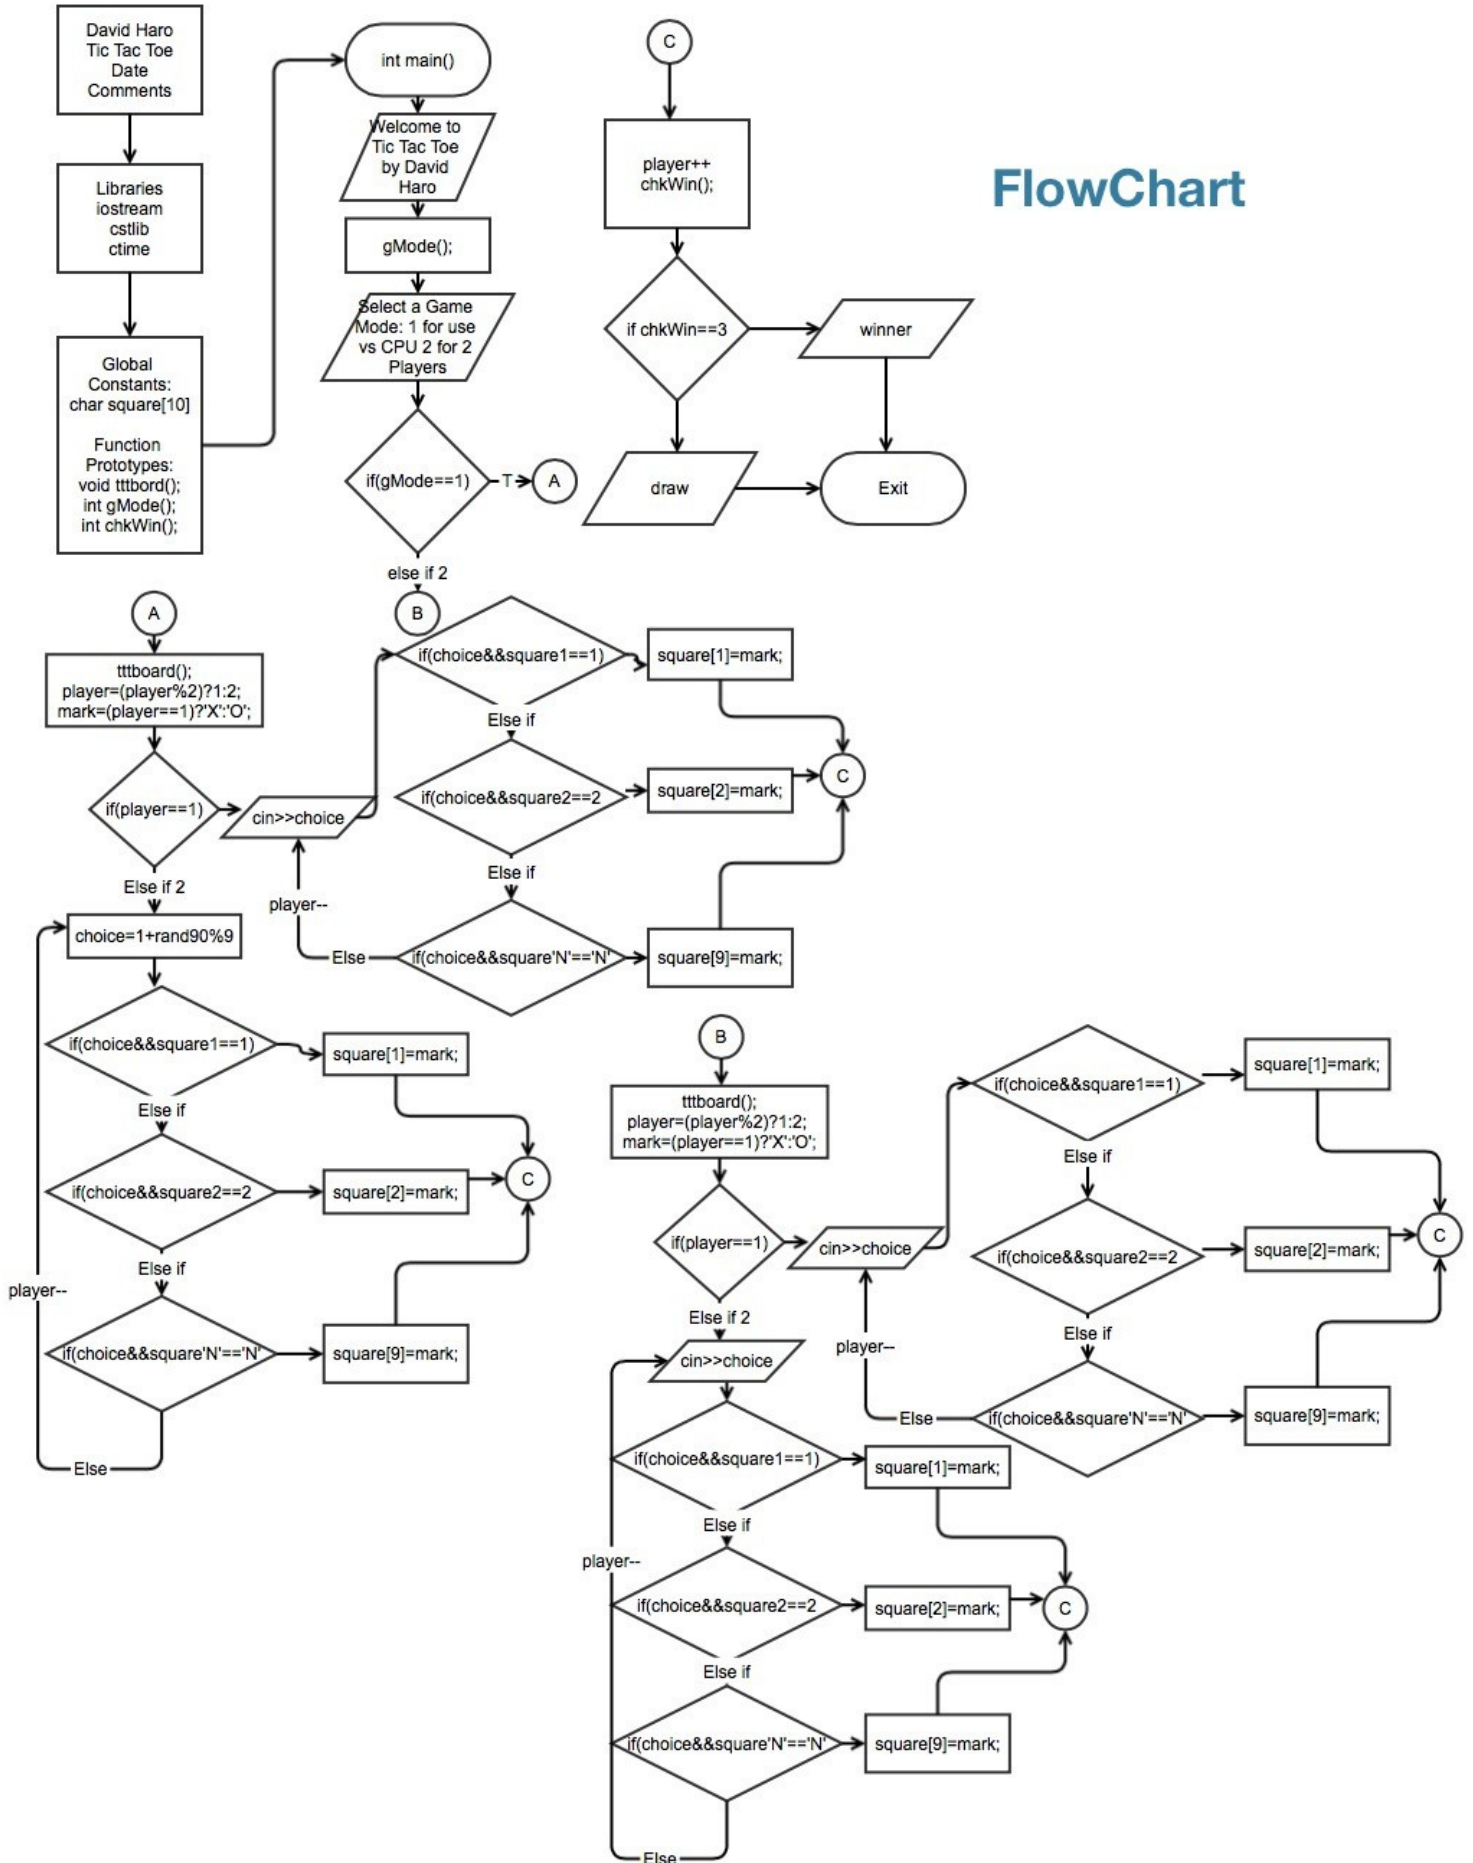 David Haro
Tic Tac Toe
Date
Comments
Libraries
iostream
cstlib
ctime
Global
Constants:
char square[10]
Function
Prototypes:
void tttbord();
int gMode();
int chkWin();
int main()
Welcome to
Tic Tac Toe
by David
Haro
gMode();
Select a Game
Mode: 1 for use
vs CPU 2 for 2
Players
if(gMode==1)
T
A
else if 2
B
C
player++
chkWin();
if chkWin==3
winner
draw
Exit
FlowChart
A
tttboard();
player=(player%2)?1:2;
mark=(player==1)?'X':'O';
if(player==1)
cin>>choice
Else if 2
player--
if(choice&&square1==1)
square[1]=mark;
Else if
if(choice&&square2==2
square[2]=mark;
C
Else if
if(choice&&square'N'=='N'
square[9]=mark;
Else
choice=1+rand90%9
if(choice&&square1==1)
square[1]=mark;
Else if
if(choice&&square2==2
square[2]=mark;
C
Else if
player--
if(choice&&square'N'=='N'
square[9]=mark;
Else
B
tttboard();
player=(player%2)?1:2;
mark=(player==1)?'X':'O';
if(player==1)
cin>>choice
Else if 2
player--
if(choice&&square1==1)
square[1]=mark;
Else if
if(choice&&square2==2
square[2]=mark;
C
Else if
if(choice&&square'N'=='N'
square[9]=mark;
Else
cin>>choice
if(choice&&square1==1)
square[1]=mark;
Else if
player--
if(choice&&square2==2
square[2]=mark;
C
Else if
if(choice&&square'N'=='N'
square[9]=mark;
Else